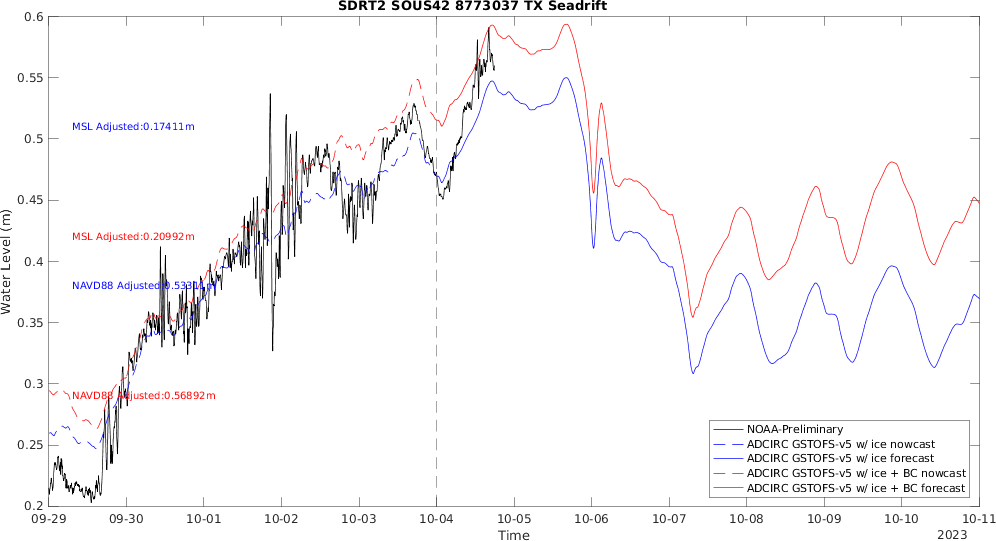 SDRT2 SOUS42 8773037 TX Seadrift
Water Level (m)
0.6
0.55
0.5
0.45
0.4
0.35
0.3
0.25
0.2
MSL Adjusted:0.17411m
MSL Adjusted:0.20992m
NAVD88 Adjusted:0.53311m
NAVD88 Adjusted:0.56892m
NOAA-Preliminary
ADCIRC GSTOFS-v5 w/ ice nowcast
ADCIRC GSTOFS-v5 w/ ice forecast
ADCIRC GSTOFS-v5 w/ ice + BC nowcast
ADCIRC GSTOFS-v5 w/ ice + BC forecast
09-29 09-30 10-01 10-02 10-03 10-04 10-05 10-06 10-07 10-08 10-09 10-10 10-11
Time
2023